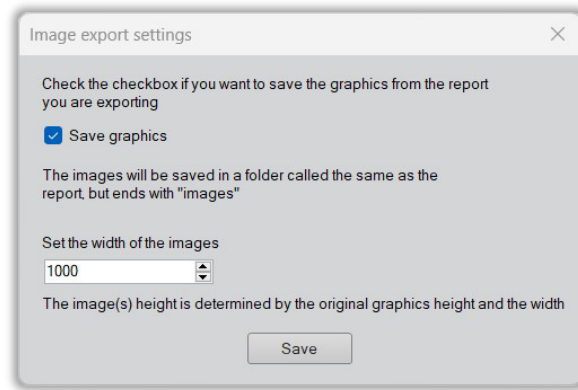 Image export settings
Check the checkbox if you want to save the graphics from the report
you are exporting
Save graphics
The images will be saved in a folder called the same as the
report, but ends with "images"
Set the width of the images
1000
The image(s) height is determined by the original graphics height and the width
Save